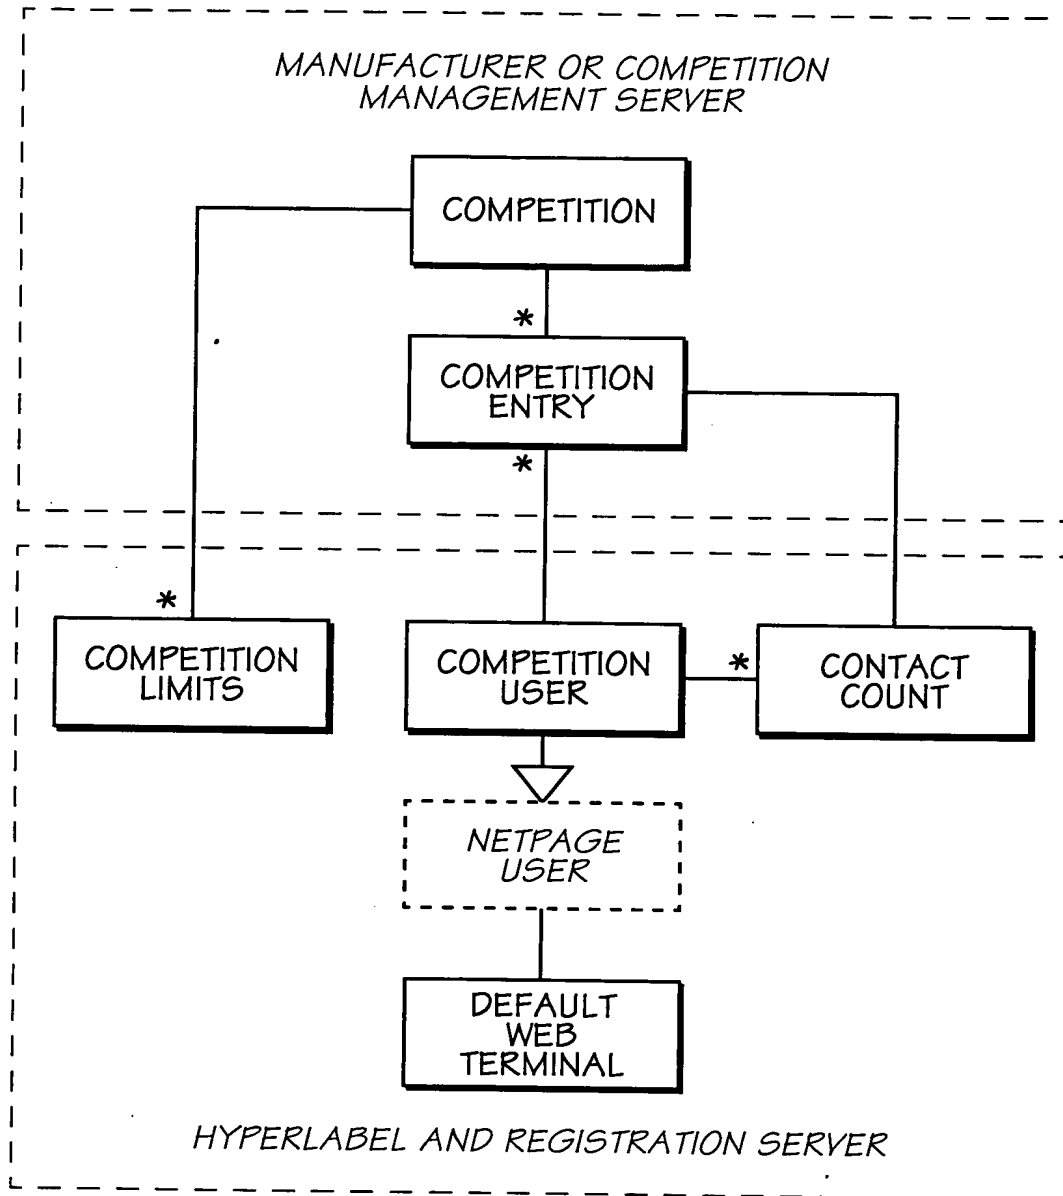 MANUFACTURER OR COMPETITION
MANAGEMENT SERVER
COMPETITION
*
COMPETITION
ENTRY
*
*
COMPETITION
LIMITS
COMPETITION
USER
*
CONTACT
COUNT
NETPAGE
USER
DEFAULT
WEB
TERMINAL
HYPERLABEL AND REGISTRATION SERVER